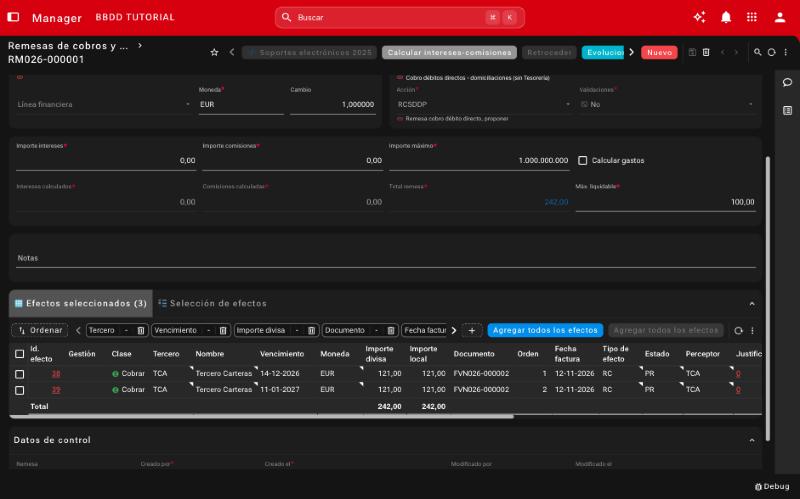 Manager BBDD TUTORIAL Buscar ⌘ K
Remesas de cobros y ... >
RM026-000001
Soportes electrónicos 2025 Calcular intereses-comisiones Retroceder Evolucio Nuevo
Cobro débitos directos - domiciliaciones (sin Tesorería)
Moneda* Cambio Acción* Validaciones*
Línea financiera EUR 1,000000 RCSDDP No
Remesa cobro débito directo, proponer
Importe intereses* Importe comisiones* Importe máximo*
0,00 0,00 1.000.000.000 Calcular gastos
Intereses calculados* Comisiones calculadas* Total remesa* Máx. liquidable*
0,00 0,00 242,00 100,00
Notas
Efectos seleccionados (3) Selección de efectos
Ordenar Tercero - Vencimiento - Importe divisa - Documento - Fecha factur + Agregar todos los efectos Agregar todos los efectos
Id. efecto Gestión Clase Tercero Nombre Vencimiento Moneda Importe divisa Importe local Documento Orden Fecha factura Tipo de efecto Estado Perceptor Justific
38 Cobrar TCA Tercero Carteras 14-12-2026 EUR 121,00 121,00 FVN026-000002 1 12-11-2026 RC PR TCA 0
39 Cobrar TCA Tercero Carteras 11-01-2027 EUR 121,00 121,00 FVN026-000002 2 12-11-2026 RC PR TCA 0
Total 242,00 242,00
Datos de control
Remesa Creado por* Creado el* Modificado por Modificado el
Debug